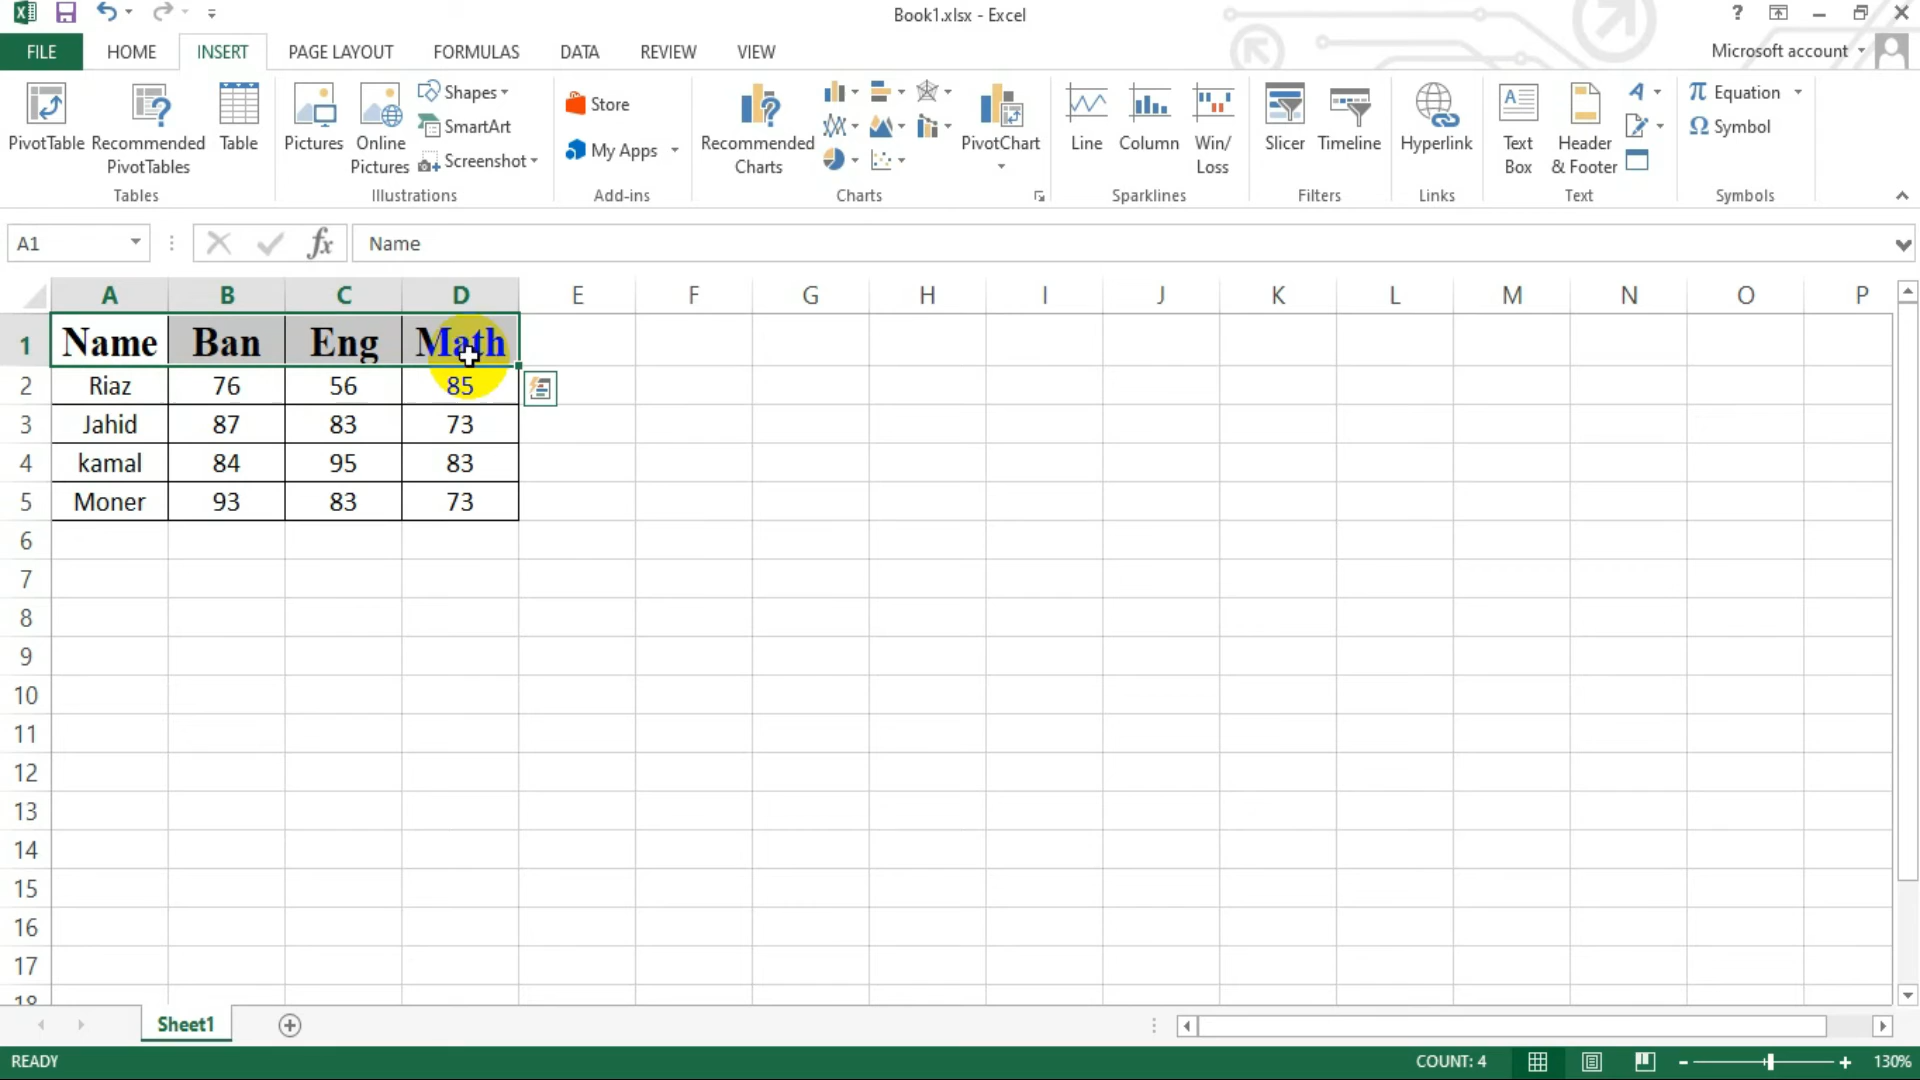 Book1.xlsx - Excel
?
FILE HOME INSERT PAGE LAYOUT FORMULAS DATA REVIEW VIEW
Microsoft account
PivotTable
Recommended
PivotTables
Table
Tables
Pictures
Online
Pictures
Shapes
SmartArt
Screenshot
Illustrations
Store
My Apps
Add-ins
Recommended
Charts
PivotChart
Charts
Line
Column
Win/
Loss
Sparklines
Slicer
Timeline
Filters
Hyperlink
Links
Text
Box
Header
& Footer
Text
π Equation
Ω Symbol
Symbols
A1
fx
Name
A B C D E F G H I J K L M N O P
1 Name Ban Eng Math
2 Riaz 76 56 85
3 Jahid 87 83 73
4 kamal 84 95 83
5 Moner 93 83 73
6
7
8
9
10
11
12
13
14
15
16
17
18
Sheet1
READY
COUNT: 4
130%